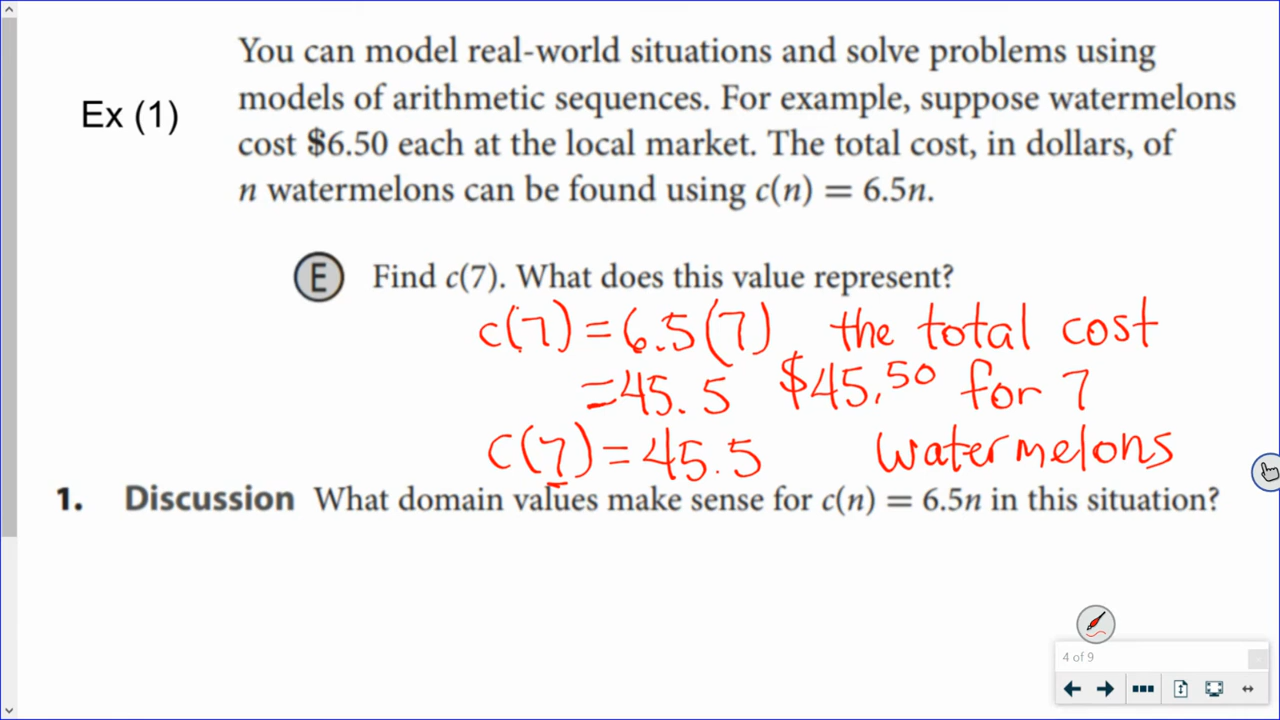 You can model real-world situations and solve problems using
Ex (1)
models of arithmetic sequences. For example, suppose watermelons
cost $6.50 each at the local market. The total cost, in dollars, of
n watermelons can be found using c(n) = 6.5n.
E Find c(7). What does this value represent?
c(7) = 6.5(7) the total cost
= 45.5 $45.50 for 7
c(7) = 45.5 watermelons
1. Discussion What domain values make sense for c(n) = 6.5n in this situation?
4 of 9